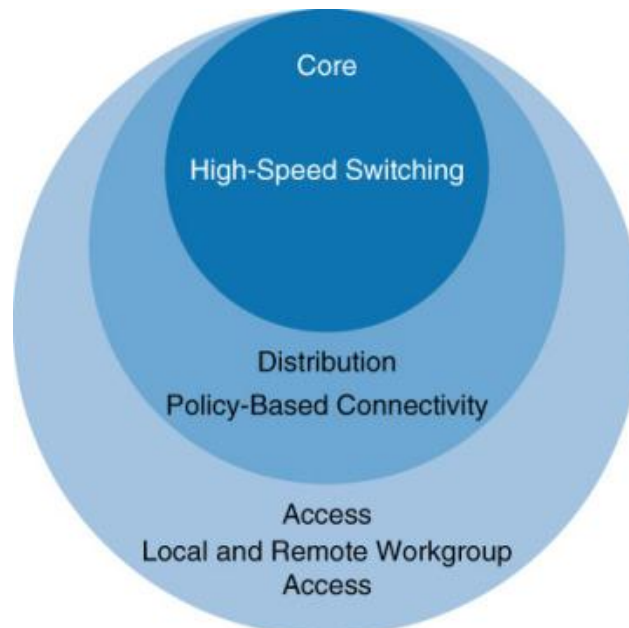 Core
High-Speed Switching
Distribution
Policy-Based Connectivity
Access
Local and Remote Workgroup
Access